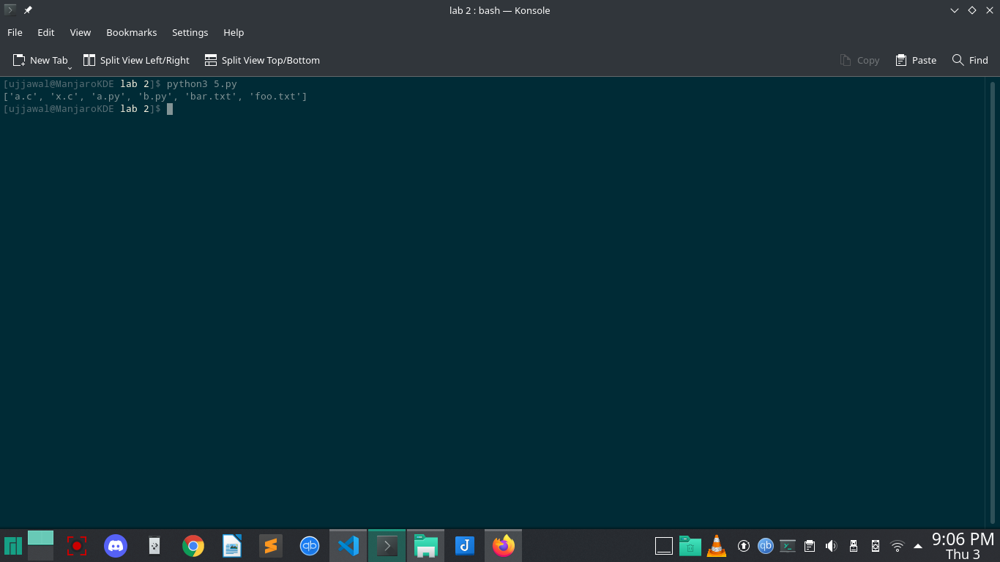 lab 2 : bash — Konsole
File Edit View Bookmarks Settings Help
New Tab Split View Left/Right Split View Top/Bottom Copy Paste Find
[ujjawal@ManjaroKDE lab 2]$ python3 5.py
['a.c', 'x.c', 'a.py', 'b.py', 'bar.txt', 'foo.txt']
[ujjawal@ManjaroKDE lab 2]$
9:06 PM
Thu 3